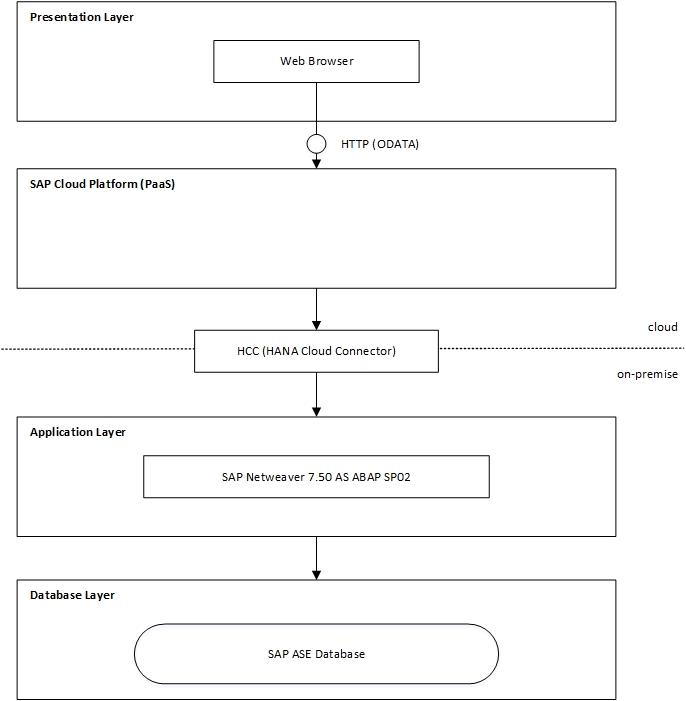 Presentation Layer
Web Browser
HTTP (ODATA)
SAP Cloud Platform (PaaS)
cloud
HCC (HANA Cloud Connector)
on-premise
Application Layer
SAP Netweaver 7.50 AS ABAP SP02
Database Layer
SAP ASE Database